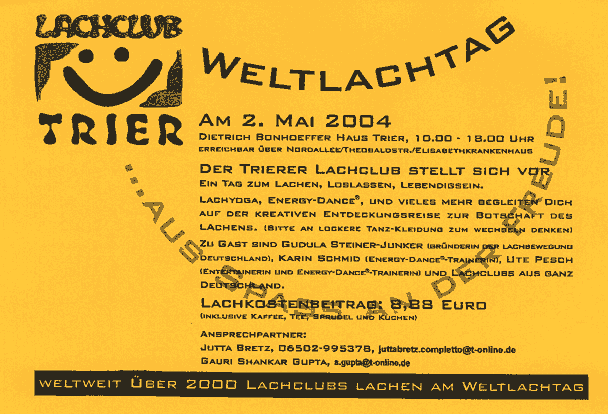 LACHCLUB
TRIER
WELTLACHTAG
AM 2. MAI 2004
DIETRICH BONHOEFFER HAUS TRIER, 10.00 - 18.00 UHR
ERREICHBAR ÜBER NORDALLEE/THEOBALDSTR./ELISABETHKRANKENHAUS
DER TRIERER LACHCLUB STELLT SICH VOR
EIN TAG ZUM LACHEN, LOSLASSEN, LEBENDIGSEIN.
LACHYOGA, ENERGY-DANCE®, UND VIELES MEHR BEGLEITEN DICH
AUF DER KREATIVEN ENTDECKUNGSREISE ZUR BOTSCHAFT DES
LACHENS. (BITTE AN LOCKERE TANZ-KLEIDUNG ZUM WECHSELN DENKEN)
ZU GAST SIND GUDULA STEINER-JUNKER (GRÜNDERIN DER LACHBEWEGUNG
DEUTSCHLAND), KARIN SCHMID (ENERGY-DANCE®-TRAINERIN), UTE PESCH
(ENTERTAINERIN UND ENERGY-DANCE®-TRAINERIN) UND LACHCLUBS AUS GANZ
DEUTSCHLAND.
LACHKOSTENBEITRAG: 8,88 EURO
(INKLUSIVE KAFFEE, TEE, SPRUDEL UND KUCHEN)
ANSPRECHPARTNER:
JUTTA BRETZ, 06502-995378, juttabretz.completto@t-online.de
GAURI SHANKAR GUPTA, s.gupta@t-online.de
...AUS SPASS AN DER FREUDE!
WELTWEIT ÜBER 2000 LACHCLUBS LACHEN AM WELTLACHTAG